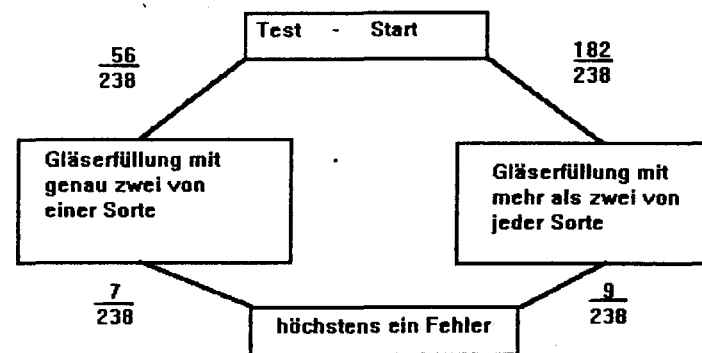 Test - Start
56
238
182
238
Gläserfüllung mit
genau zwei von
einer Sorte
Gläserfüllung mit
mehr als zwei von
jeder Sorte
7
238
9
238
höchstens ein Fehler